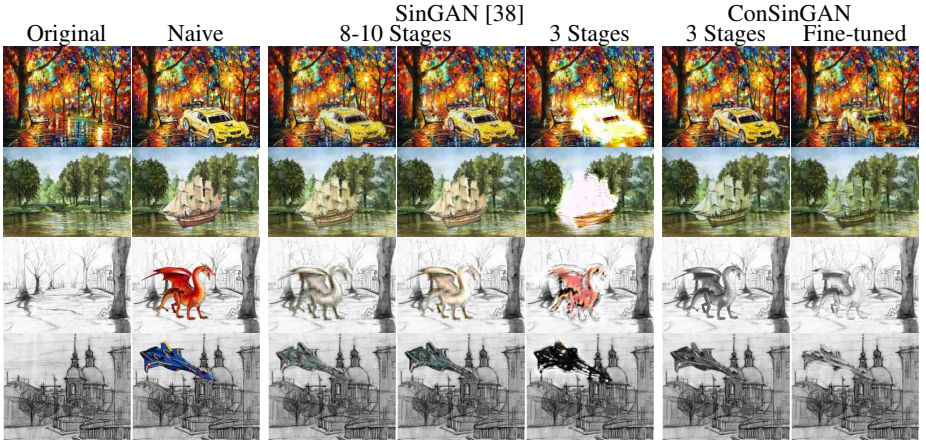 SinGAN [38] ConSinGAN
Original Naive 8-10 Stages 3 Stages 3 Stages Fine-tuned